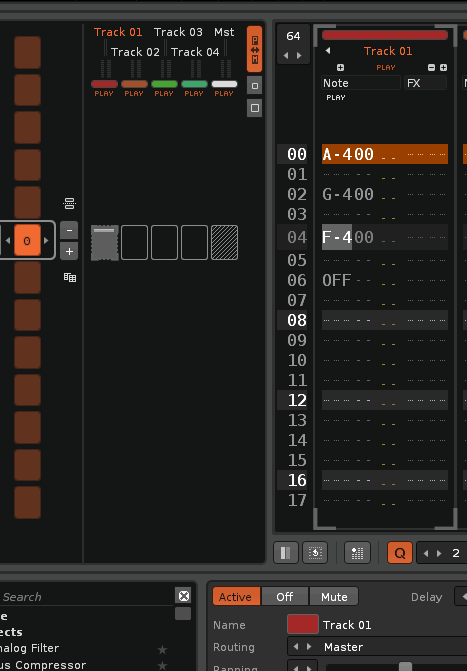 Track 01 Track 03 Mst
Track 02 Track 04
PLAY PLAY PLAY PLAY PLAY
0
64
Track 01
PLAY
Note FX
PLAY
00 A-400
01
02 G-400
03
04 F-400
05
06 OFF
07
08
09
10
11
12
13
14
15
16
17
Q 2
Search
e
ects
nalog Filter
us Compressor
Active Off Mute Delay
Name Track 01
Routing Master
Panning